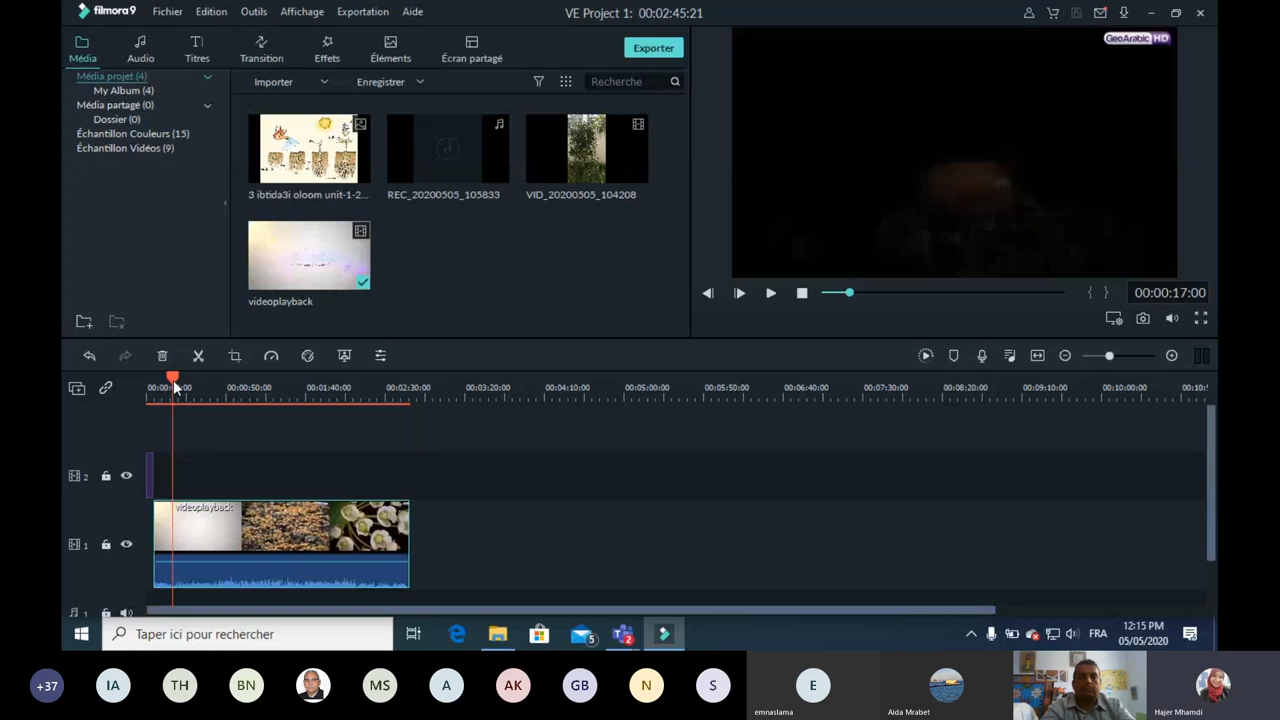 filmora9 Fichier Edition Outils Affichage Exportation Aide VE Project 1: 00:02:45:21
Média Audio Titres Transition Effets Éléments Écran partagé Exporter
Média projet (4)
My Album (4)
Média partagé (0)
Dossier (0)
Échantillon Couleurs (15)
Échantillon Vidéos (9)
Importer Enregistrer Recherche
3 ibtida3i oloom unit-1-2... REC_20200505_105833 VID_20200505_104208
videoplayback
GeoArabic HD
{ } 00:00:17:00
00:00:50:00 00:01:40:00 00:02:30:00 00:03:20:00 00:04:10:00 00:05:00:00 00:05:50:00 00:06:40:00 00:07:30:00 00:08:20:00 00:09:10:00 00:10:00:00
2
videoplayback
1
1
Taper ici pour rechercher 5 2 FRA 12:15 PM
05/05/2020
+37 IA TH BN MS A AK GB N S E
emnaslama Aida Mrabet Hajer Mhamdi